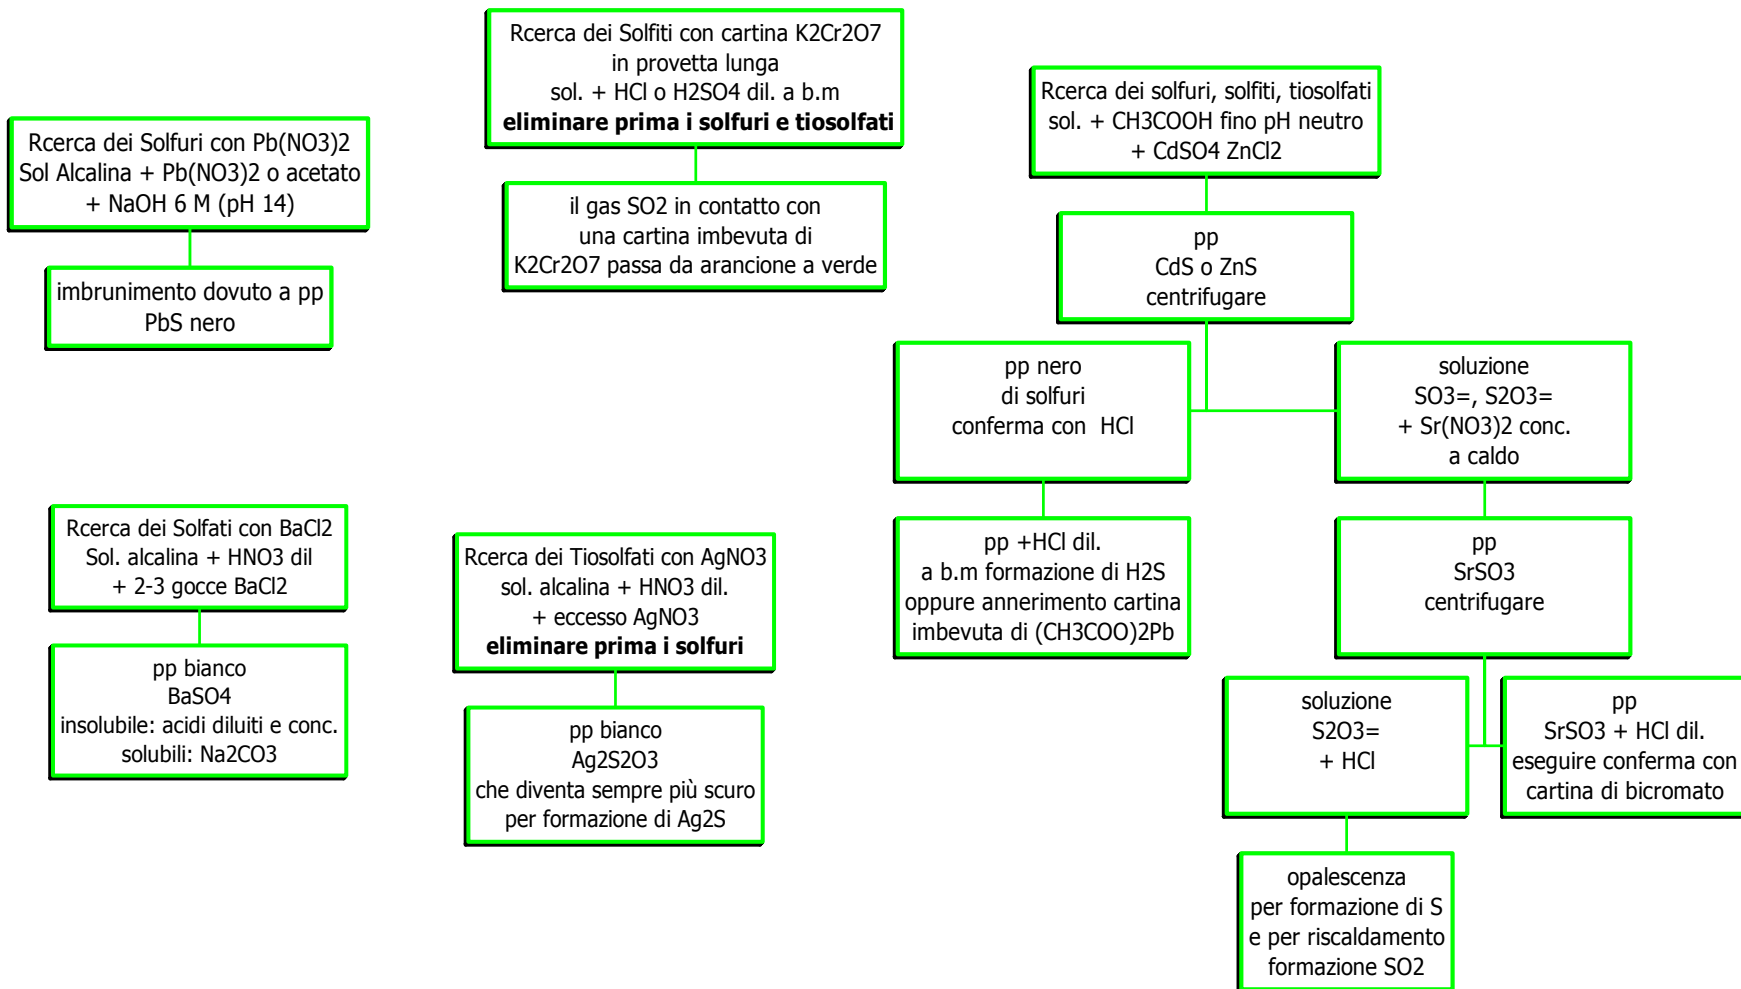 Rcerca dei Solfuri con Pb(NO3)2
Sol Alcalina + Pb(NO3)2 o acetato
+ NaOH 6 M (pH 14)
imbrunimento dovuto a pp
PbS nero
Rcerca dei Solfiti con cartina K2Cr2O7
in provetta lunga
sol. + HCl o H2SO4 dil. a b.m
eliminare prima i solfuri e tiosolfati
il gas SO2 in contatto con
una cartina imbevuta di
K2Cr2O7 passa da arancione a verde
Rcerca dei solfuri, solfiti, tiosolfati
sol. + CH3COOH fino pH neutro
+ CdSO4 ZnCl2
pp
CdS o ZnS
centrifugare
pp nero
di solfuri
conferma con HCl
pp +HCl dil.
a b.m formazione di H2S
oppure annerimento cartina
imbevuta di (CH3COO)2Pb
soluzione
SO3=, S2O3=
+ Sr(NO3)2 conc.
a caldo
pp
SrSO3
centrifugare
soluzione
S2O3=
+ HCl
opalescenza
per formazione di S
e per riscaldamento
formazione SO2
pp
SrSO3 + HCl dil.
eseguire conferma con
cartina di bicromato
Rcerca dei Solfati con BaCl2
Sol. alcalina + HNO3 dil
+ 2-3 gocce BaCl2
pp bianco
BaSO4
insolubile: acidi diluiti e conc.
solubili: Na2CO3
Rcerca dei Tiosolfati con AgNO3
sol. alcalina + HNO3 dil.
+ eccesso AgNO3
eliminare prima i solfuri
pp bianco
Ag2S2O3
che diventa sempre più scuro
per formazione di Ag2S